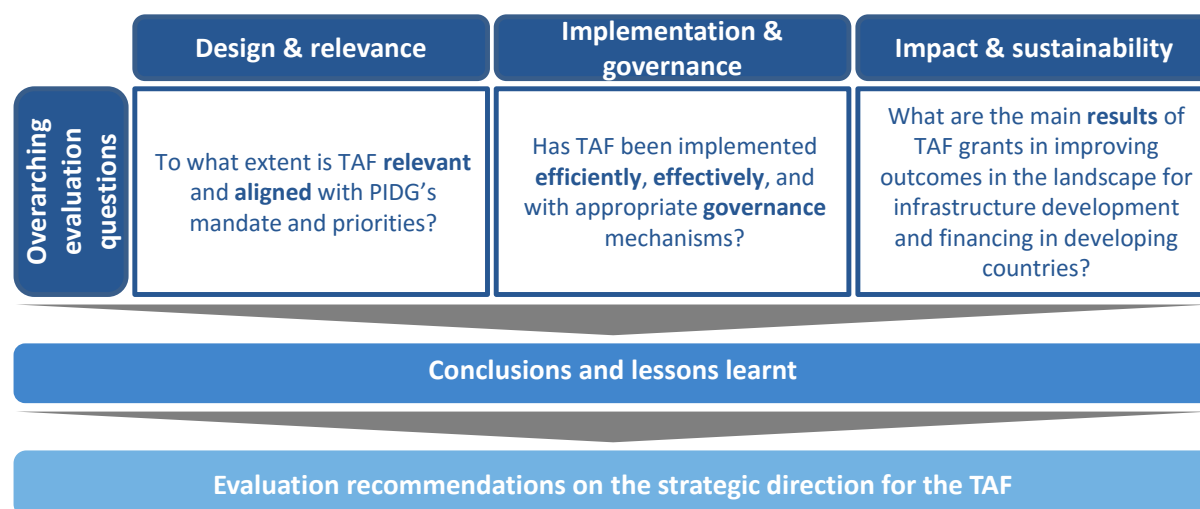 Design & relevance
Implementation &
governance
Impact & sustainability
Overarching
evaluation
questions
To what extent is TAF relevant
and aligned with PIDG’s
mandate and priorities?
Has TAF been implemented
efficiently, effectively, and
with appropriate governance
mechanisms?
What are the main results of
TAF grants in improving
outcomes in the landscape for
infrastructure development
and financing in developing
countries?
Conclusions and lessons learnt
Evaluation recommendations on the strategic direction for the TAF